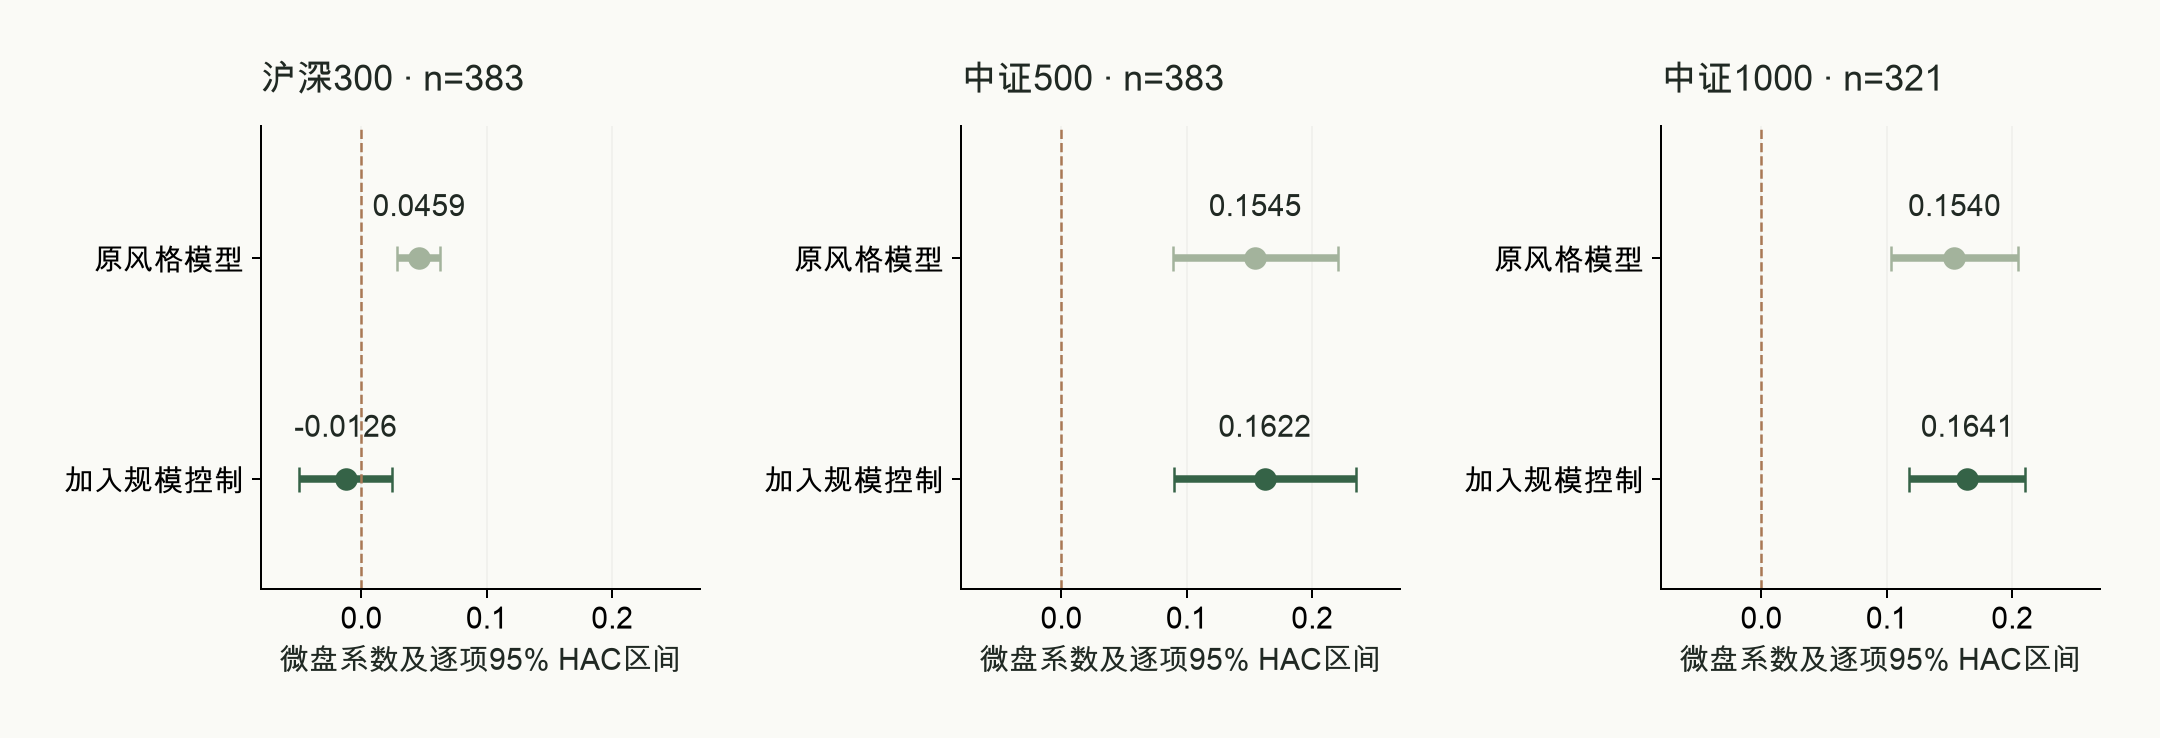 沪深300 · n=383
0.0459
原风格模型
-0.0126
加入规模控制
0.0 0.1 0.2
微盘系数及逐项95% HAC区间
中证500 · n=383
0.1545
原风格模型
0.1622
加入规模控制
0.0 0.1 0.2
微盘系数及逐项95% HAC区间
中证1000 · n=321
0.1540
原风格模型
0.1641
加入规模控制
0.0 0.1 0.2
微盘系数及逐项95% HAC区间